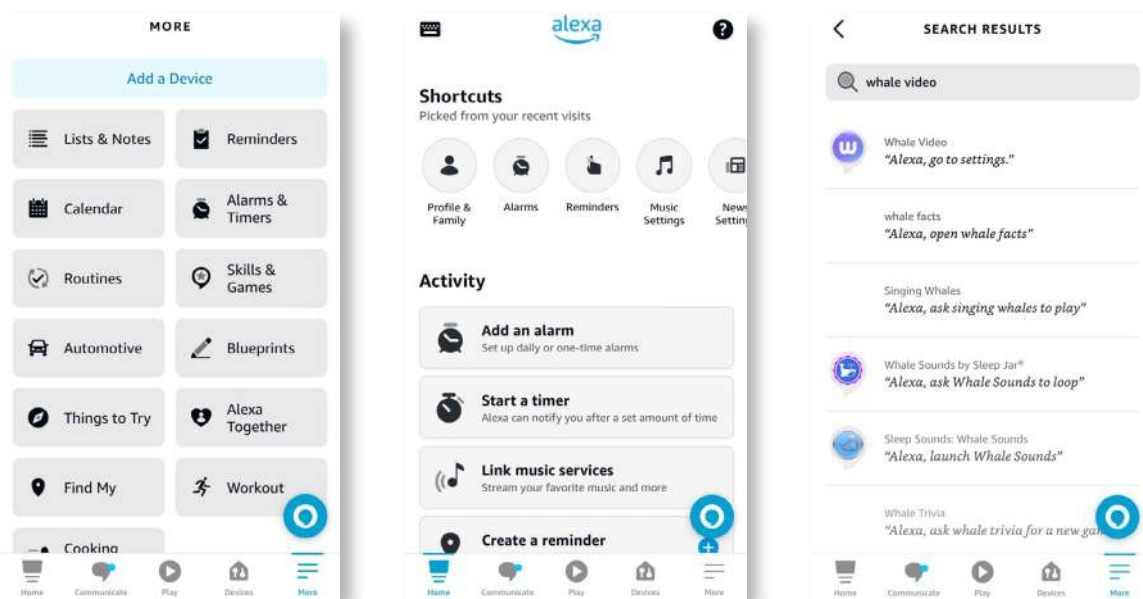 MORE
Add a Device
Lists & Notes
Reminders
Calendar
Alarms &
Timers
Routines
Skills &
Games
Automotive
Blueprints
Things to Try
Alexa
Together
Find My
Workout
Cooking
Home
Communicate
Play
Devices
More
alexa
?
Shortcuts
Picked from your recent visits
Profile &
Family
Alarms
Reminders
Music
Settings
News
Settin
Activity
Add an alarm
Set up daily or one-time alarms
Start a timer
Alexa can notify you after a set amount of time
Link music services
Stream your favorite music and more
Create a reminder
Home
Communicate
Play
Devices
More
SEARCH RESULTS
whale video
w
Whale Video
“Alexa, go to settings.”
whale facts
“Alexa, open whale facts”
Singing Whales
“Alexa, ask singing whales to play”
Whale Sounds by Sleep Jar®
“Alexa, ask Whale Sounds to loop”
Sleep Sounds: Whale Sounds
“Alexa, launch Whale Sounds”
Whale Trivia
“Alexa, ask whale trivia for a new
Home
Communicate
Play
Devices
More